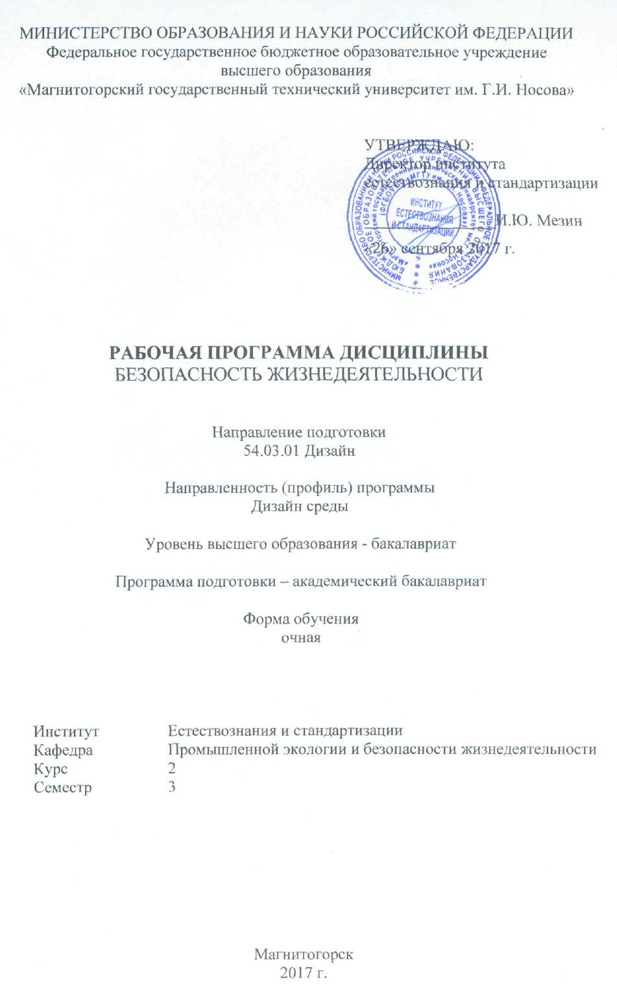 МИНИСТЕРСТВО ОБРАЗОВАНИЯ И НАУКИ РОССИЙСКОЙ ФЕДЕРАЦИИ
Федеральное государственное бюджетное образовательное учреждение
высшего образования
«Магнитогорский государственный технический университет им. Г.И. Носова»
УТВЕРЖДАЮ:
Директор института
естествознания и стандартизации
И.Ю. Мезин
«26» сентября 2017 г.
ИНСТИТУТ
ЕСТЕСТВОЗНАНИЯ
И СТАНДАРТИЗАЦИИ
РАБОЧАЯ ПРОГРАММА ДИСЦИПЛИНЫ
БЕЗОПАСНОСТЬ ЖИЗНЕДЕЯТЕЛЬНОСТИ
Направление подготовки
54.03.01 Дизайн
Направленность (профиль) программы
Дизайн среды
Уровень высшего образования - бакалавриат
Программа подготовки – академический бакалавриат
Форма обучения
очная
Институт Естествознания и стандартизации
Кафедра Промышленной экологии и безопасности жизнедеятельности
Курс 2
Семестр 3
Магнитогорск
2017 г.